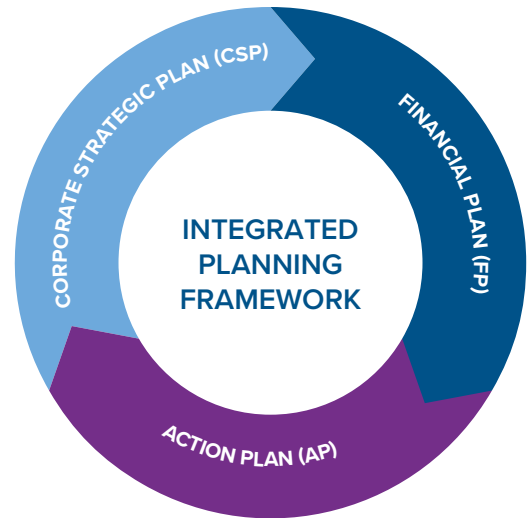 CORPORATE STRATEGIC PLAN (CSP)
FINANCIAL PLAN (FP)
INTEGRATED
PLANNING
FRAMEWORK
ACTION PLAN (AP)